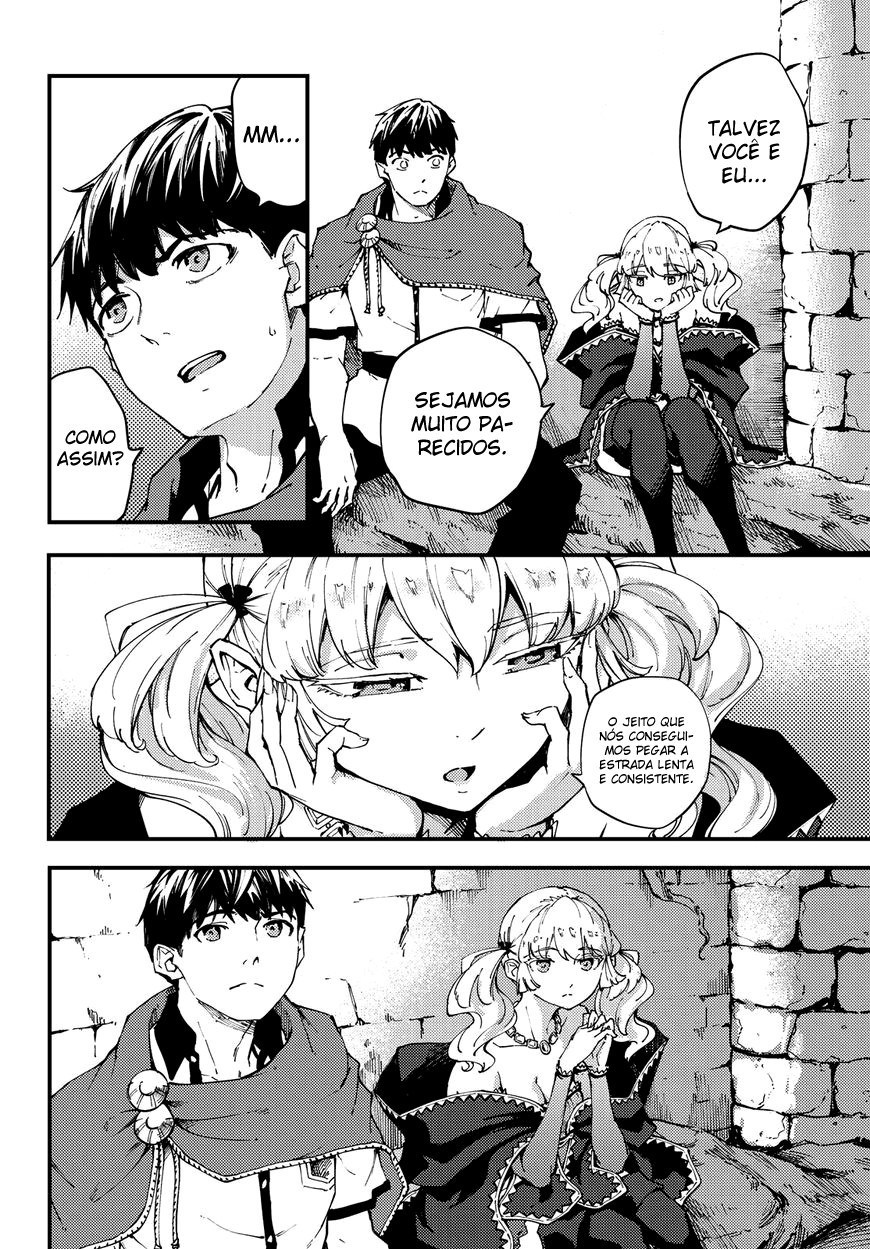 TALVEZ
VOCÊ E
EU...
SEJAMOS
MUITO PA-
RECIDOS.
MM...
COMO
ASSIM?
O JEITO QUE
NÓS CONSEGUI-
MOS PEGAR A
ESTRADA LENTA
E CONSISTENTE.